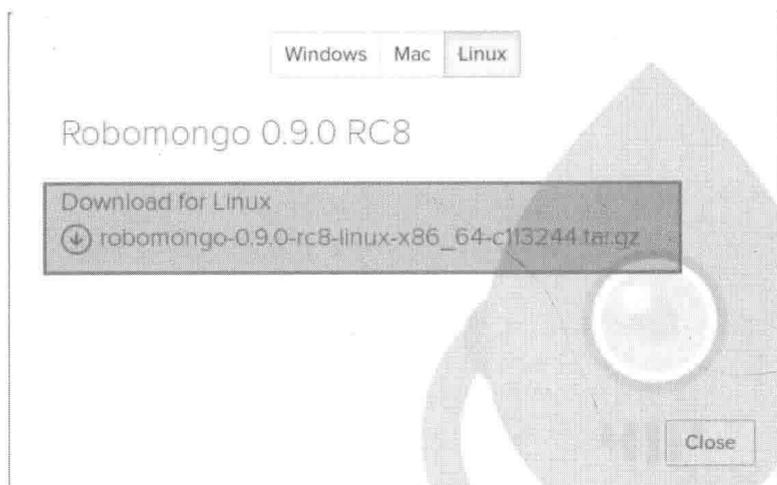 Windows Mac Linux
Robomongo 0.9.0 RC8
Download for Linux
robomongo-0.9.0-rc8-linux-x86_64-c113244.tar.gz
Close